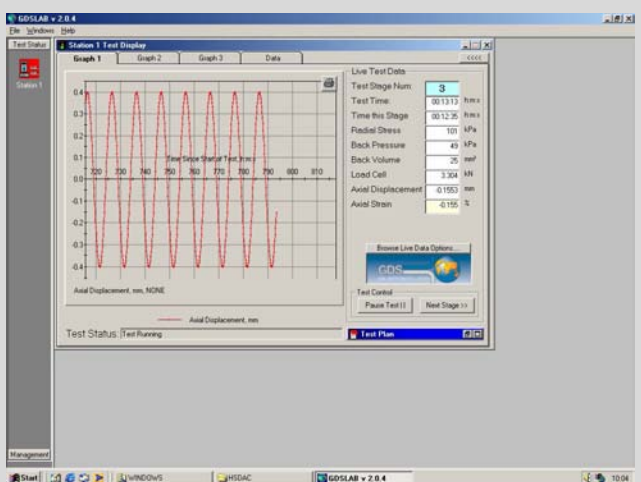 GDSLAB v 2.0.4
File Windows Help
Test Status
Station 1
Station 1 Test Display
Graph 1 Graph 2 Graph 3 Data
<<<<
0.4
0.3
0.2
0.1
0.0
-0.1
-0.2
-0.3
-0.4
Time Since Start of Test, h:m:s
720 730 740 750 760 770 780 790 800 810
Axial Displacement, mm, NONE
Axial Displacement, mm
Live Test Data
Test Stage Num 3
Test Time 00:13:13 h:m:s
Time this Stage 00:12:35 h:m:s
Radial Stress 101 kPa
Back Pressure 49 kPa
Back Volume 25 mm³
Load Cell 3.304 kN
Axial Displacement -0.1553 mm
Axial Strain -0.155 %
Browse Live Data Options...
GDS
Test Control
Pause Test || Next Stage >>
Test Status: Test Running
Test Plan
Management
Start
WINDOWS
HSDAC
GDSLAB v 2.0.4
10:04